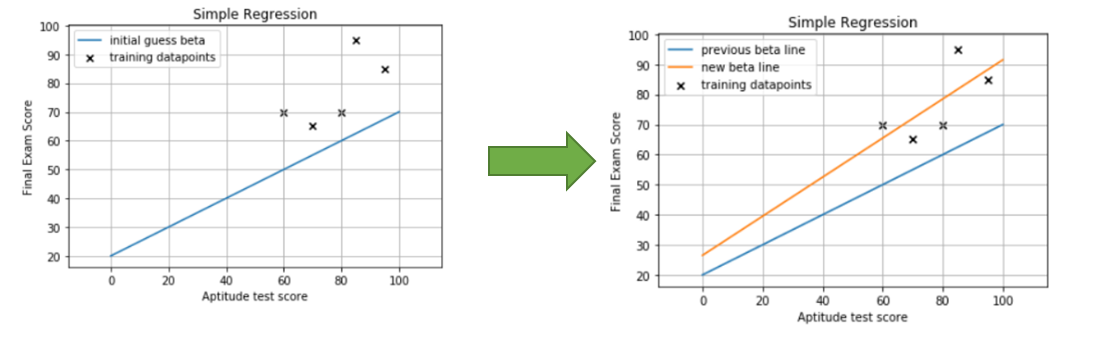 Simple Regression
initial guess beta
training datapoints
100
90
80
70
60
50
40
30
20
Final Exam Score
0 20 40 60 80 100
Aptitude test score
Simple Regression
previous beta line
new beta line
training datapoints
100
90
80
70
60
50
40
30
20
Final Exam Score
0 20 40 60 80 100
Aptitude test score